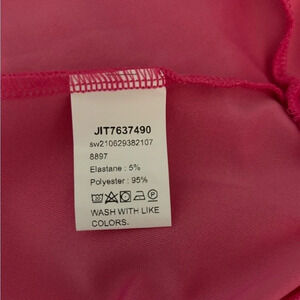 JIT7637490
sw210629382107
8897
Elastane : 5%
Polyester : 95%
WASH WITH LIKE
COLORS.